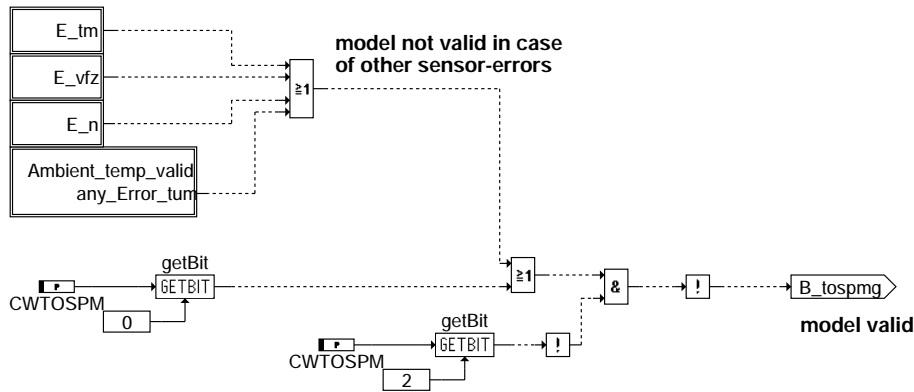 E_tm
model not valid in case
of other sensor-errors
E_vfz
≧1
E_n
Ambient_temp_valid
any_Error_tum
getBit
P
GETBIT
CWTOSPM
0
≧1
&
!
B_tospmg
model valid
getBit
P
GETBIT
!
CWTOSPM
2